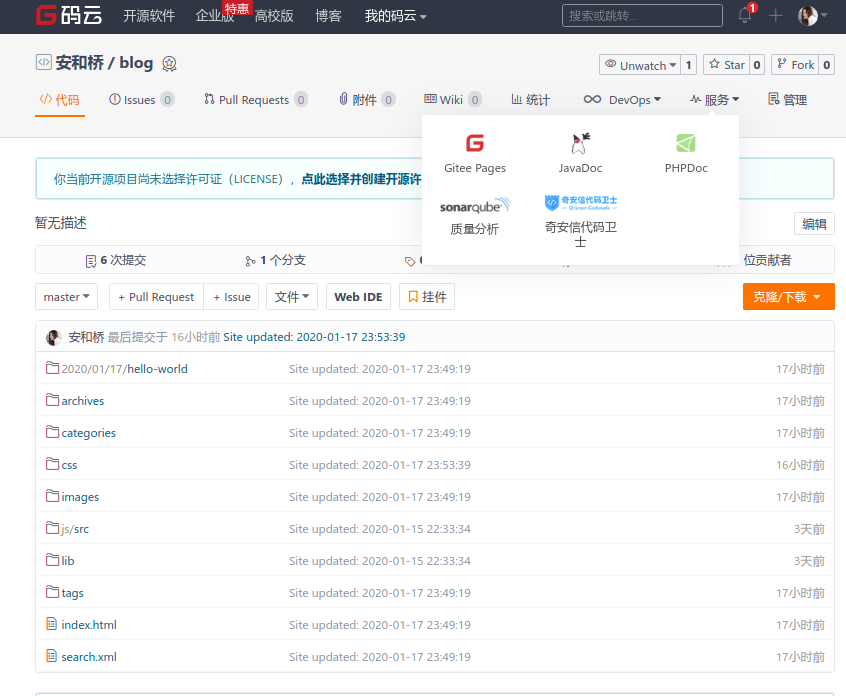 G码云 开源软件 企业版 特惠 高校版 博客 我的码云 搜索或跳转... 1
安和桥 / blog Unwatch 1 Star 0 Fork 0
代码 Issues 0 Pull Requests 0 附件 0 Wiki 0 统计 DevOps 服务 管理
Gitee Pages JavaDoc PHPDoc
你当前开源项目尚未选择许可证（LICENSE），点此选择并创建开源许
sonarqube 奇安信代码卫士
Qi'anxin Codesafe
质量分析 奇安信代码卫
士
暂无描述 编辑
6 次提交 1 个分支 位贡献者
master + Pull Request + Issue 文件 Web IDE 挂件 克隆/下载
安和桥 最后提交于 16小时前 Site updated: 2020-01-17 23:53:39
2020/01/17/hello-world Site updated: 2020-01-17 23:49:19 17小时前
archives Site updated: 2020-01-17 23:49:19 17小时前
categories Site updated: 2020-01-17 23:49:19 17小时前
css Site updated: 2020-01-17 23:53:39 16小时前
images Site updated: 2020-01-17 23:49:19 17小时前
js/src Site updated: 2020-01-15 22:33:34 3天前
lib Site updated: 2020-01-15 22:33:34 3天前
tags Site updated: 2020-01-17 23:49:19 17小时前
index.html Site updated: 2020-01-17 23:49:19 17小时前
search.xml Site updated: 2020-01-17 23:49:19 17小时前